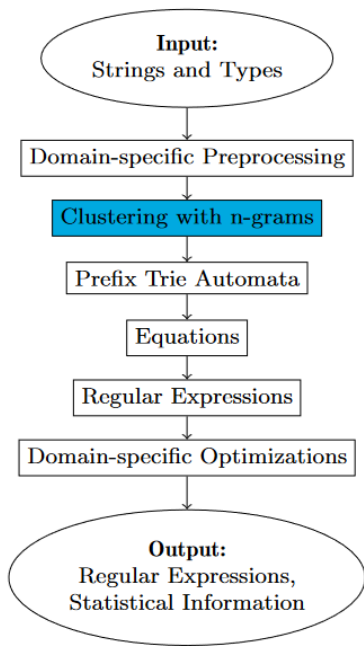 Input:
Strings and Types
Domain-specific Preprocessing
Clustering with n-grams
Prefix Trie Automata
Equations
Regular Expressions
Domain-specific Optimizations
Output:
Regular Expressions,
Statistical Information